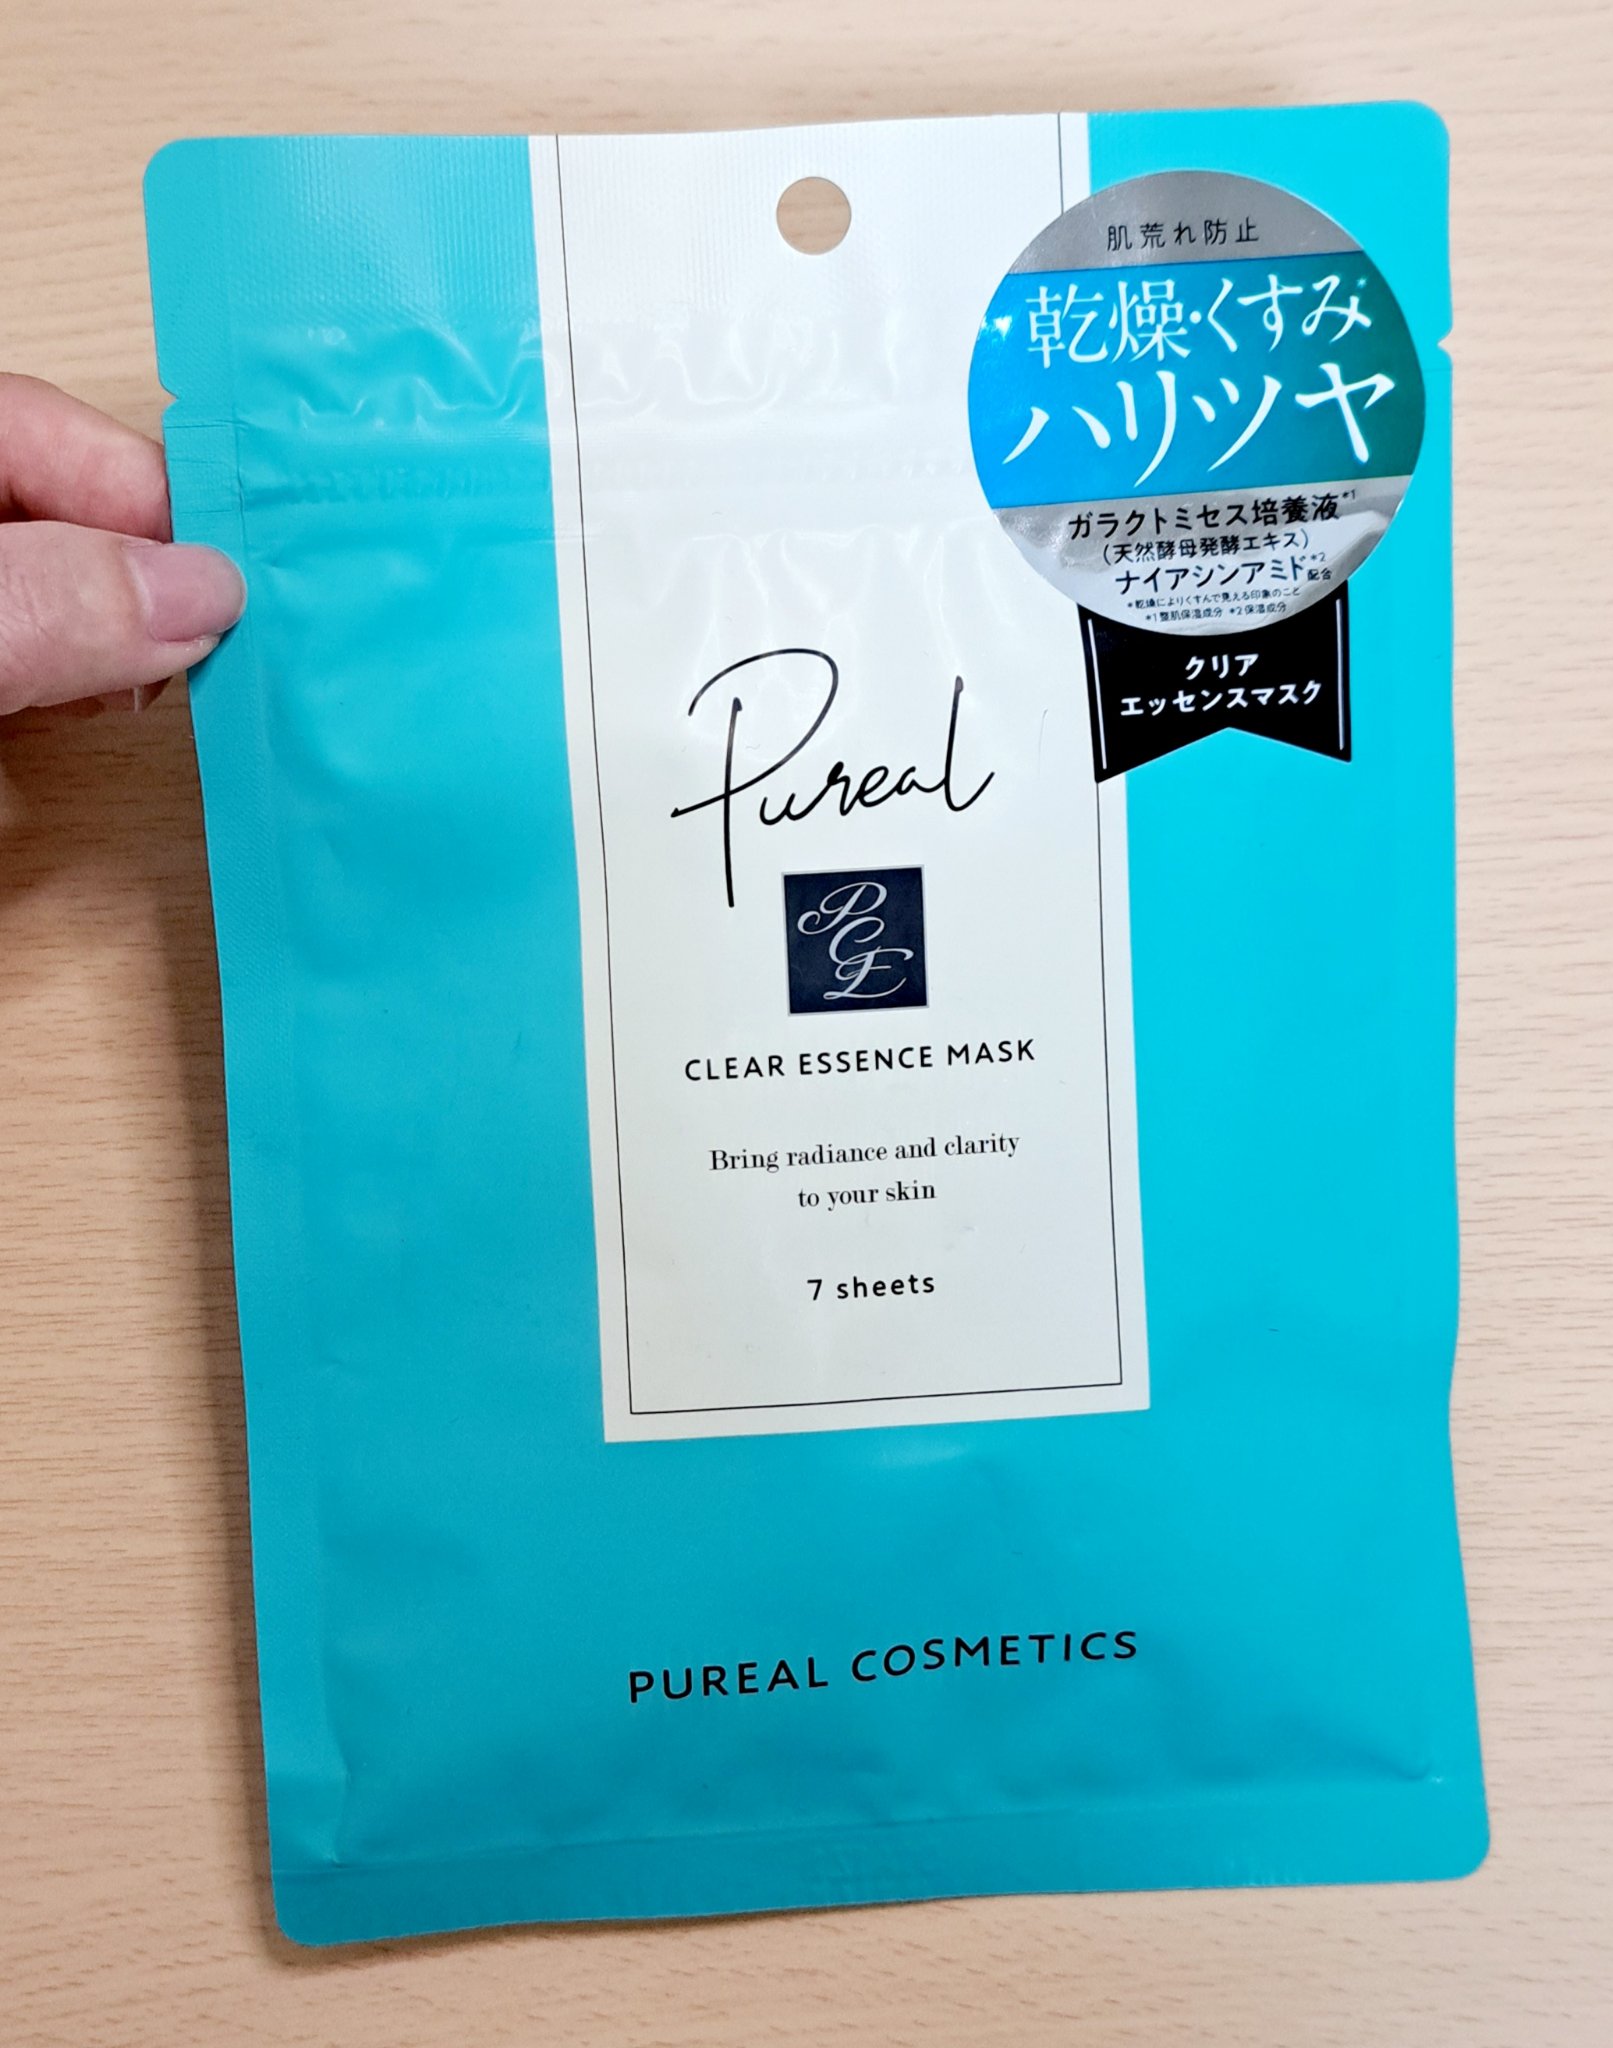 肌荒れ防止
乾燥・くすみ*
ハリツヤ
ガラクトミセス培養液*1
(天然酵母発酵エキス)
ナイアシンアミド*2配合
*乾燥によりくすんで見える印象のこと
*1整肌保湿成分 *2保湿成分
クリア
エッセンスマスク
Pureal
PCE
CLEAR ESSENCE MASK
Bring radiance and clarity
to your skin
7 sheets
PUREAL COSMETICS